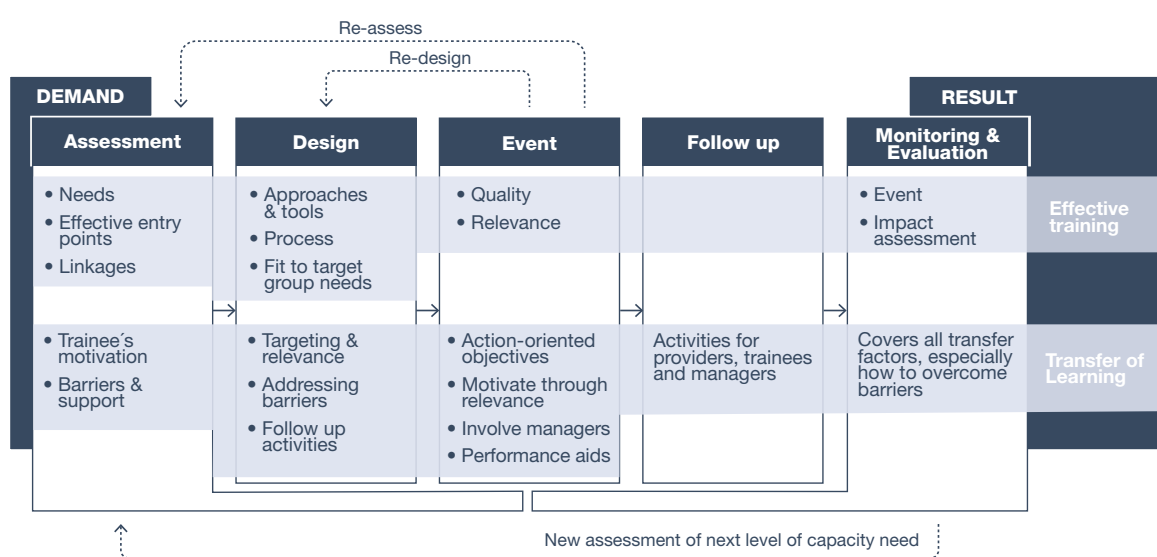 Re-assess
Re-design
DEMAND
RESULT
Assessment
Design
Event
Follow up
Monitoring &
Evaluation
• Needs
• Effective entry
points
• Linkages
• Approaches
& tools
• Process
• Fit to target
group needs
• Quality
• Relevance
• Event
• Impact
assessment
Effective
training
• Trainee´s
motivation
• Barriers &
support
• Targeting &
relevance
• Addressing
barriers
• Follow up
activities
• Action-oriented
objectives
• Motivate through
relevance
• Involve managers
• Performance aids
Activities for
providers, trainees
and managers
Covers all transfer
factors, especially
how to overcome
barriers
Transfer of
Learning
New assessment of next level of capacity need